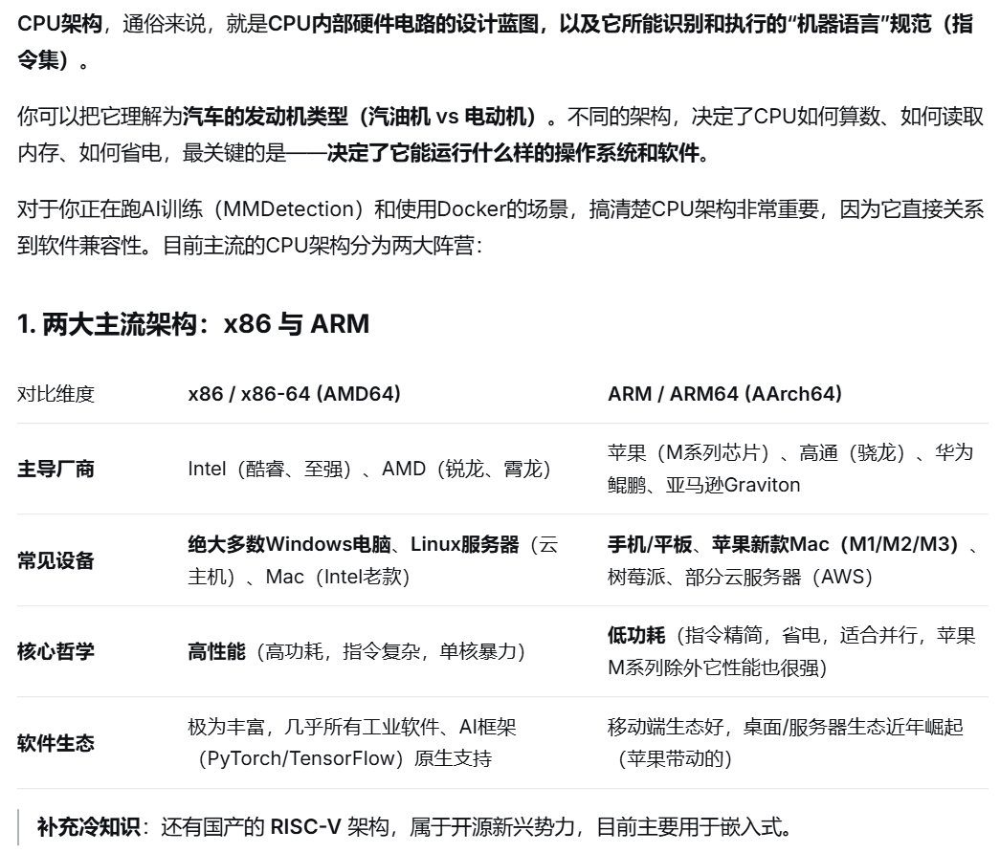 CPU架构，通俗来说，就是CPU内部硬件电路的设计蓝图，以及它所能识别和执行的“机器语言”规范（指
令集）。
你可以把它理解为汽车的发动机类型（汽油机 vs 电动机）。不同的架构，决定了CPU如何算数、如何读取
内存、如何省电，最关键的是——决定了它能运行什么样的操作系统和软件。
对于你正在跑AI训练（MMDetection）和使用Docker的场景，搞清楚CPU架构非常重要，因为它直接关系
到软件兼容性。目前主流的CPU架构分为两大阵营：
1. 两大主流架构：x86 与 ARM
对比维度 x86 / x86-64 (AMD64) ARM / ARM64 (AArch64)
主导厂商 Intel（酷睿、至强）、AMD（锐龙、霄龙） 苹果（M系列芯片）、高通（骁龙）、华为
鲲鹏、亚马逊Graviton
常见设备 绝大多数Windows电脑、Linux服务器（云
主机）、Mac（Intel老款） 手机/平板、苹果新款Mac（M1/M2/M3）、
树莓派、部分云服务器（AWS）
核心哲学 高性能（高功耗，指令复杂，单核暴力） 低功耗（指令精简，省电，适合并行，苹果
M系列除外它性能也很强）
软件生态 极为丰富，几乎所有工业软件、AI框架
（PyTorch/TensorFlow）原生支持 移动端生态好，桌面/服务器生态近年崛起
（苹果带动的）
补充冷知识：还有国产的 RISC-V 架构，属于开源新兴势力，目前主要用于嵌入式。